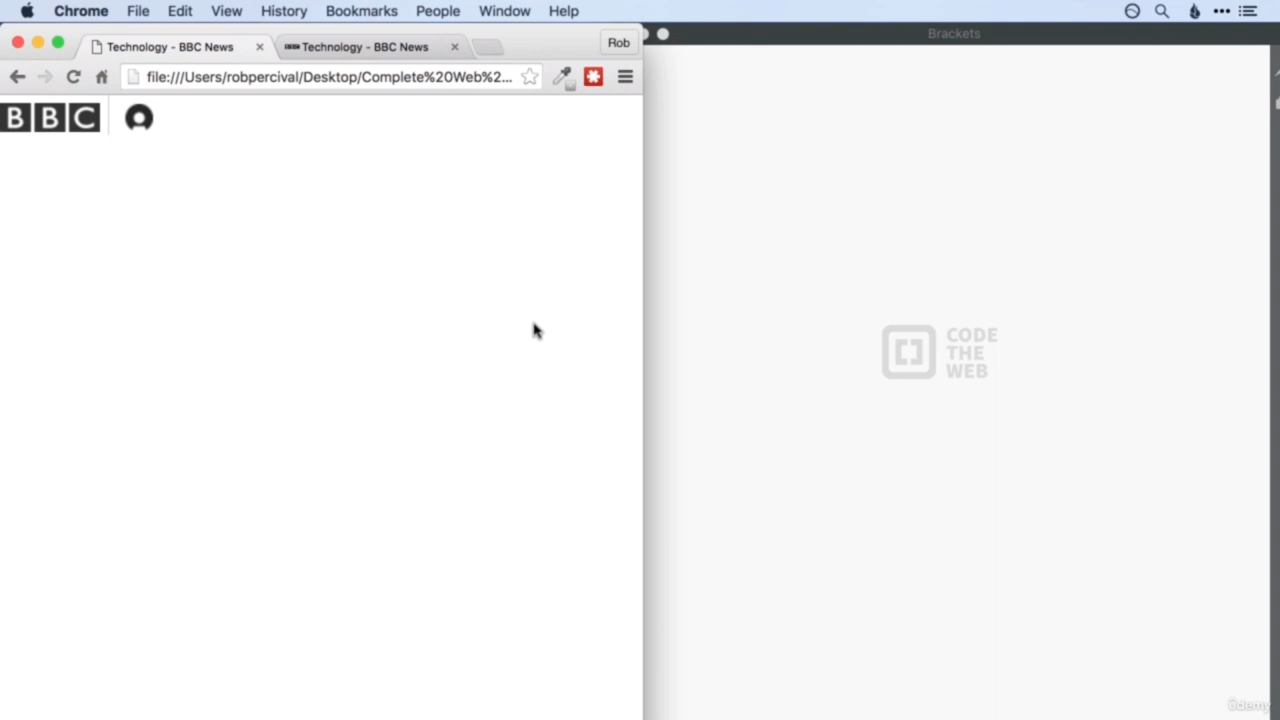 Chrome File Edit View History Bookmarks People Window Help
Technology - BBC News
Technology - BBC News
Rob
Brackets
file:///Users/robpercival/Desktop/Complete%20Web%2...
BBC
CODE
THE
WEB
ûdemy